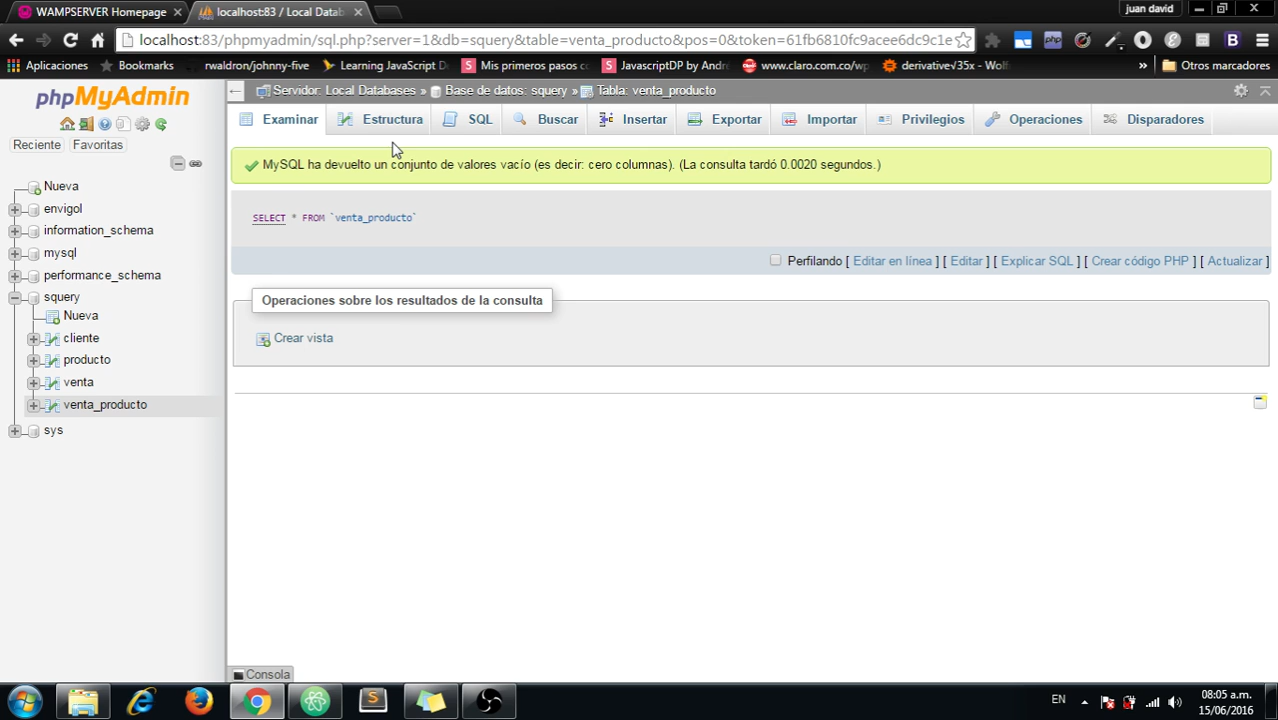 WAMPSERVER Homepage
localhost:83 / Local Datab
juan david
localhost:83/phpmyadmin/sql.php?server=1&db=squery&table=venta_producto&pos=0&token=61fb6810fc9acee6dc9c1e
Aplicaciones
Bookmarks
rwaldron/johnny-five
Learning JavaScript D
Mis primeros pasos c
JavascriptDP by Andr
www.claro.com.co/wp
derivative√35x - Wolf
»
Otros marcadores
phpMyAdmin
Reciente
Favoritas
Nueva
envigol
information_schema
mysql
performance_schema
squery
Nueva
cliente
producto
venta
venta_producto
sys
Servidor: Local Databases » Base de datos: squery » Tabla: venta_producto
Examinar
Estructura
SQL
Buscar
Insertar
Exportar
Importar
Privilegios
Operaciones
Disparadores
MySQL ha devuelto un conjunto de valores vacío (es decir: cero columnas). (La consulta tardó 0.0020 segundos.)
SELECT * FROM `venta_producto`
Perfilando [ Editar en línea ] [ Editar ] [ Explicar SQL ] [ Crear código PHP ] [ Actualizar ]
Operaciones sobre los resultados de la consulta
Crear vista
Consola
EN
08:05 a.m.
15/06/2016